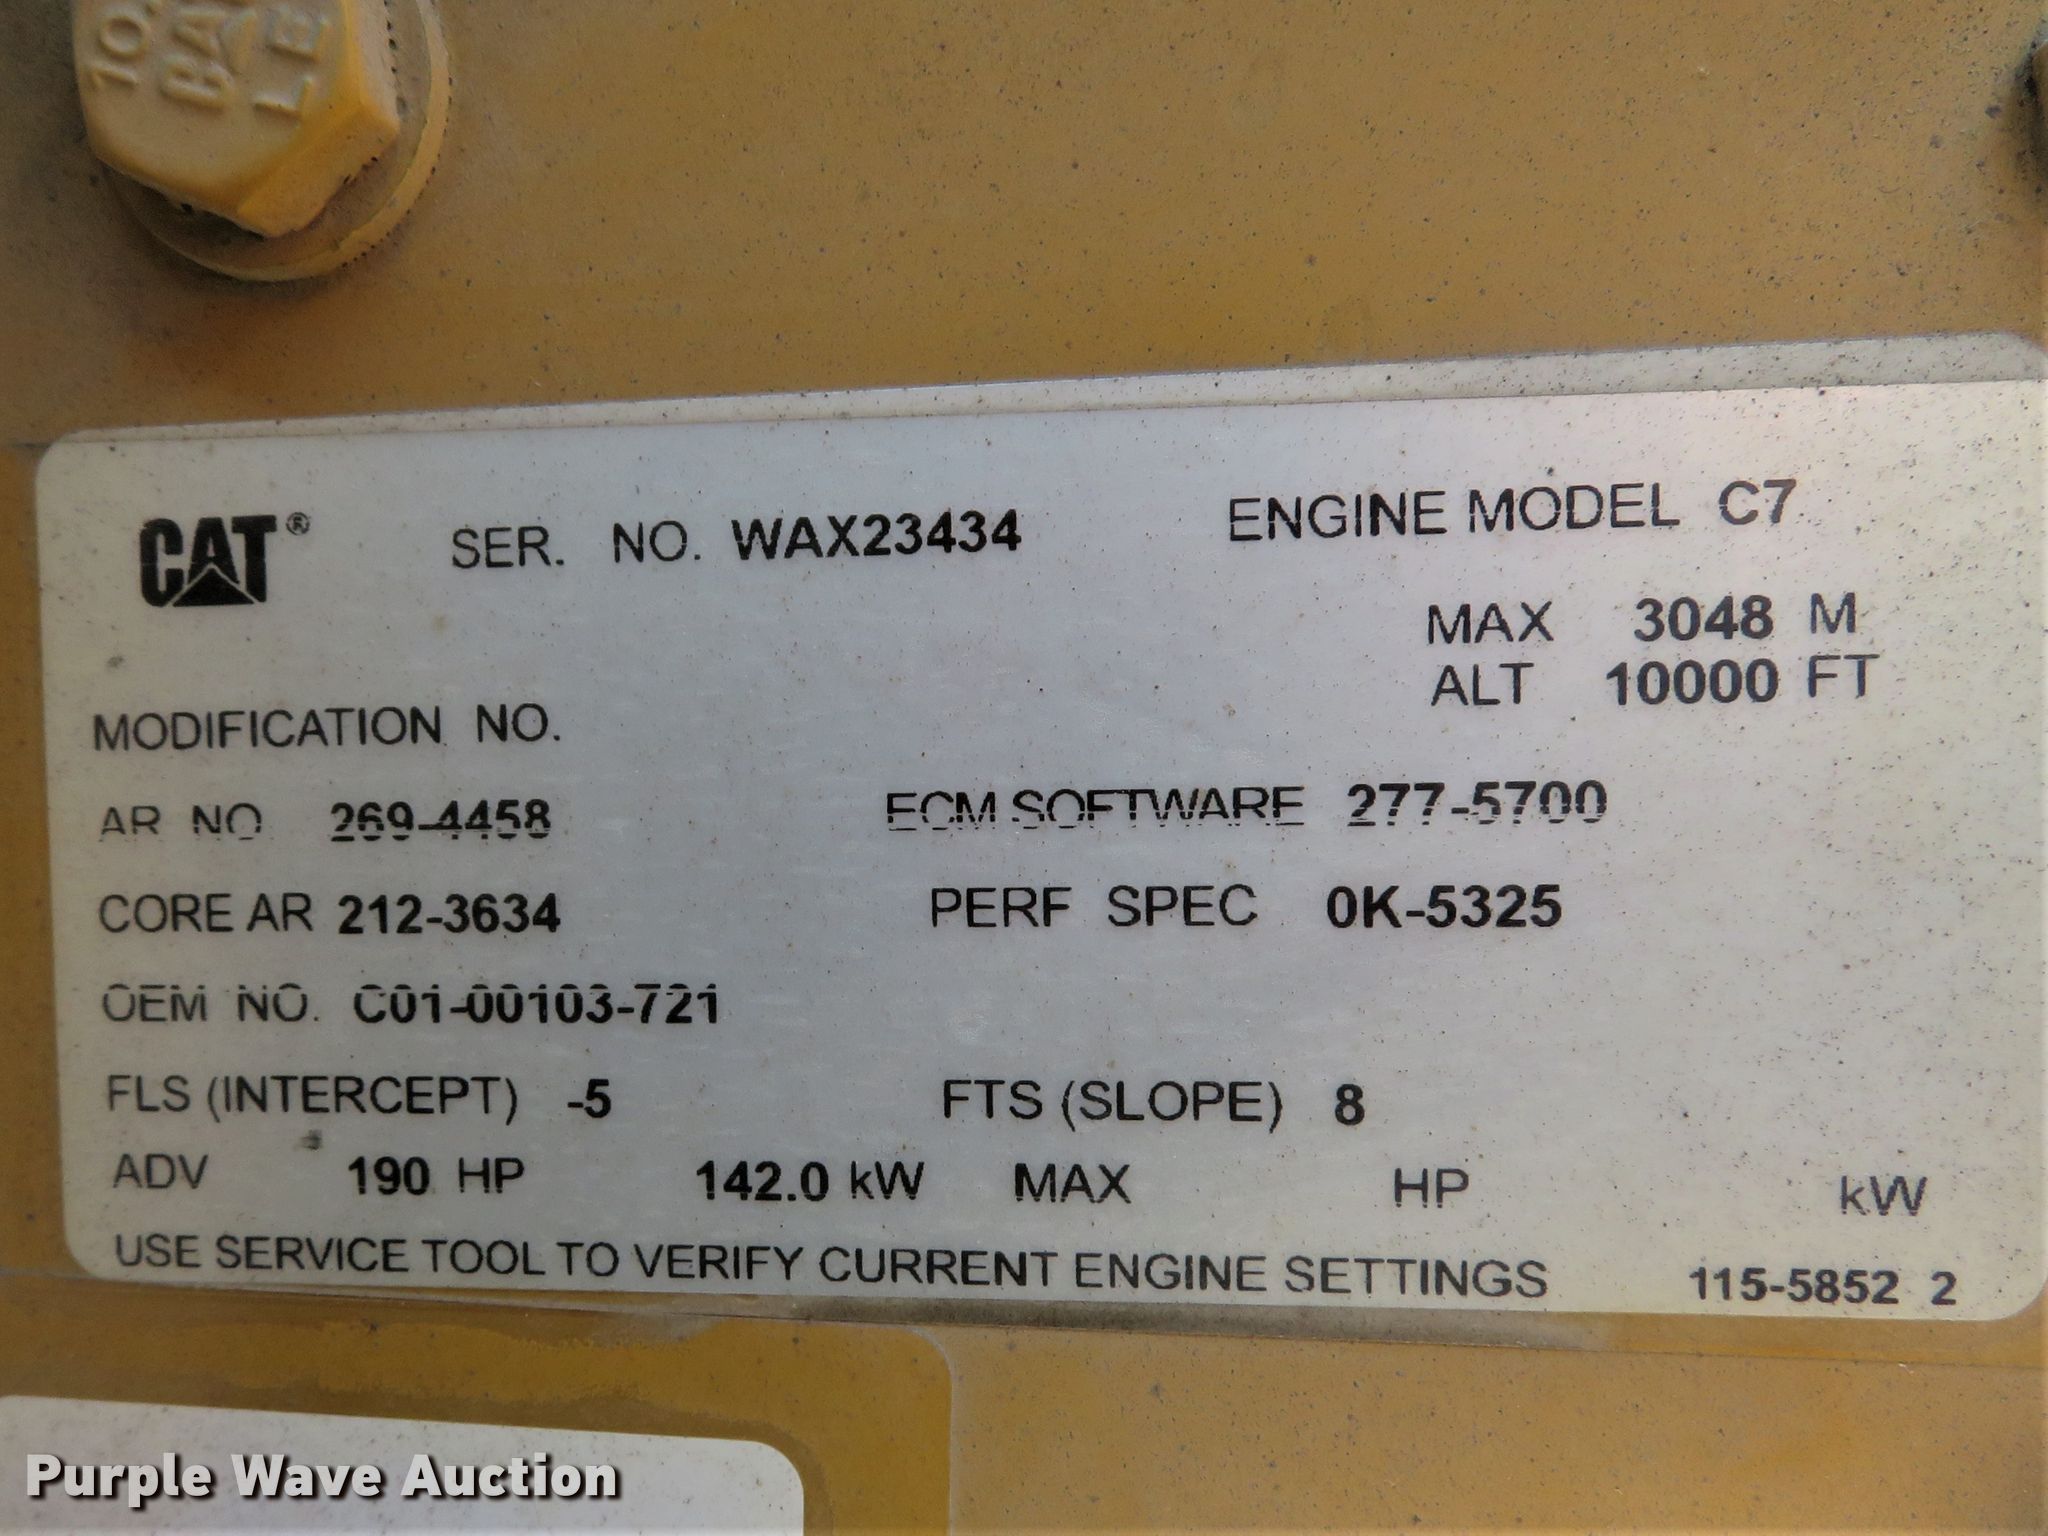 10.
BA
LE
CAT® SER. NO. WAX23434 ENGINE MODEL C7
MAX 3048 M
ALT 10000 FT
MODIFICATION NO.
AR NO 269-4458 ECM SOFTWARE 277-5700
CORE AR 212-3634 PERF SPEC 0K-5325
OEM NO. C01-00103-721
FLS (INTERCEPT) -5 FTS (SLOPE) 8
ADV 190 HP 142.0 kW MAX HP kW
USE SERVICE TOOL TO VERIFY CURRENT ENGINE SETTINGS 115-5852 2
Purple Wave Auction